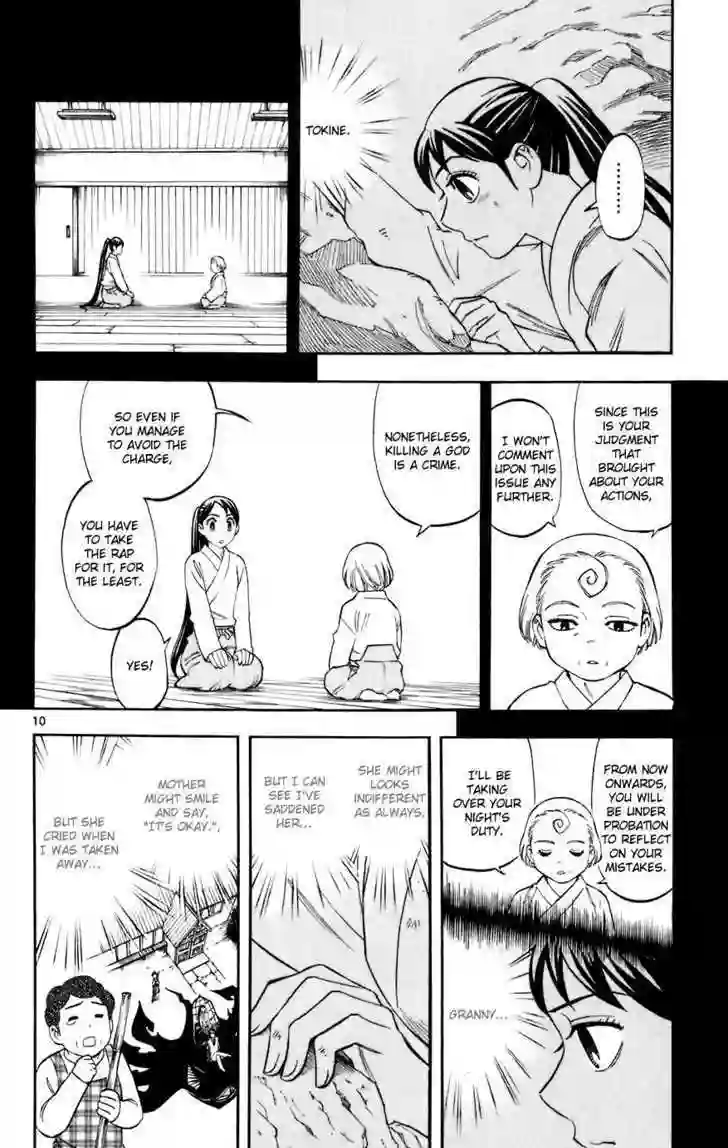 .........
TOKINE.
SINCE THIS
IS YOUR
JUDGMENT
THAT
BROUGHT
ABOUT YOUR
ACTIONS,
I WON'T
COMMENT
UPON THIS
ISSUE ANY
FURTHER.
NONETHELESS,
KILLING A GOD
IS A CRIME.
SO EVEN IF
YOU MANAGE
TO AVOID THE
CHARGE,
YOU HAVE
TO TAKE
THE RAP
FOR IT, FOR
THE LEAST.
YES!
10
FROM NOW
ONWARDS,
YOU WILL
BE UNDER
PROBATION
TO REFLECT
ON YOUR
MISTAKES.
I'LL BE
TAKING
OVER YOUR
NIGHT'S
DUTY.
GRANNY...
SHE MIGHT
LOOKS
INDIFFERENT
AS ALWAYS,
BUT I CAN
SEE I'VE
SADDENED
HER...
MOTHER
MIGHT SMILE
AND SAY,
"IT'S OKAY.",
BUT SHE
CRIED WHEN
I WAS TAKEN
AWAY...